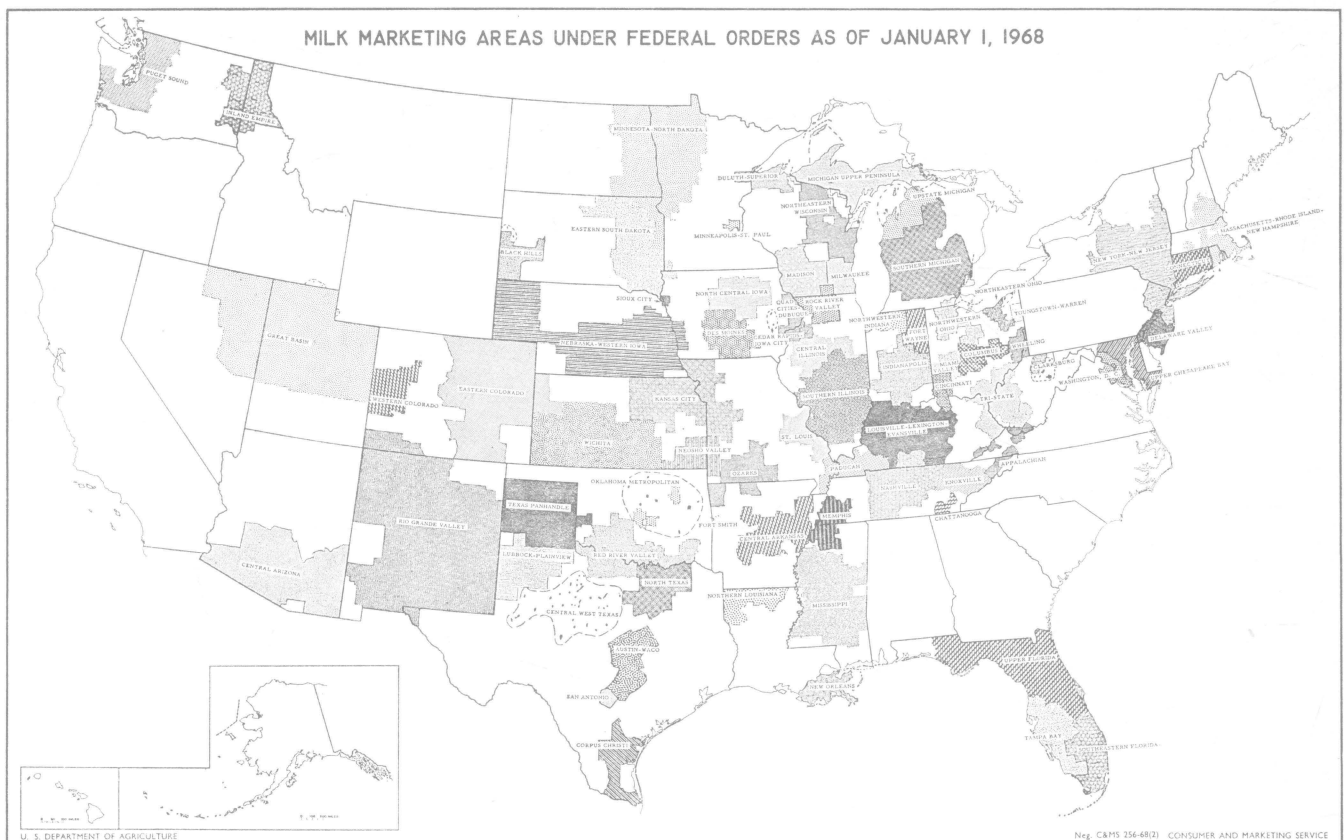 MILK MARKETING AREAS UNDER FEDERAL ORDERS AS OF JANUARY 1, 1968
PUGET SOUND
INLAND EMPIRE
MINNESOTA-NORTH DAKOTA
DULUTH-SUPERIOR
MICHIGAN UPPER PENINSULA
UPSTATE MICHIGAN
NORTHEASTERN
WISCONSIN
MINNEAPOLIS-ST. PAUL
EASTERN SOUTH DAKOTA
BLACK HILLS
SOUTHERN MICHIGAN
MASSACHUSETTS-RHODE ISLAND-
NEW HAMPSHIRE
NEW YORK-NEW JERSEY
MADISON
MILWAUKEE
NORTH CENTRAL IOWA
SIOUX CITY
QUAD
CITIES
DUBUQUE
ROCK RIVER
VALLEY
NORTHEASTERN OHIO
YOUNGSTOWN-WARREN
NORTHWESTERN
INDIANA
FORT
WAYNE
NORTHWESTERN
OHIO
DES MOINES
CEDAR RAPIDS
IOWA CITY
NEBRASKA-WESTERN IOWA
GREAT BASIN
CENTRAL
ILLINOIS
INDIANAPOLIS
COLUMBUS
WHEELING
CLARKSBURG
DELAWARE VALLEY
WASHINGTON, D.C.
UPPER CHESAPEAKE BAY
CINCINNATI
TRI-STATE
WESTERN COLORADO
EASTERN COLORADO
KANSAS CITY
SOUTHERN ILLINOIS
LOUISVILLE-LEXINGTON
EVANSVILLE
WICHITA
ST. LOUIS
NEOSHO VALLEY
OZARKS
PADUCAH
APPALACHIAN
NASHVILLE
KNOXVILLE
OKLAHOMA METROPOLITAN
TEXAS PANHANDLE
RIO GRANDE VALLEY
FORT SMITH
MEMPHIS
CHATTANOOGA
CENTRAL ARKANSAS
CENTRAL ARIZONA
LUBBOCK-PLAINVIEW
RED RIVER VALLEY
NORTH TEXAS
NORTHERN LOUISIANA
MISSISSIPPI
CENTRAL WEST TEXAS
AUSTIN-WACO
UPPER FLORIDA
NEW ORLEANS
SAN ANTONIO
TAMPA BAY
SOUTHEASTERN FLORIDA
CORPUS CHRISTI
U. S. DEPARTMENT OF AGRICULTURE
Neg. C&MS 256-68(2) CONSUMER AND MARKETING SERVICE